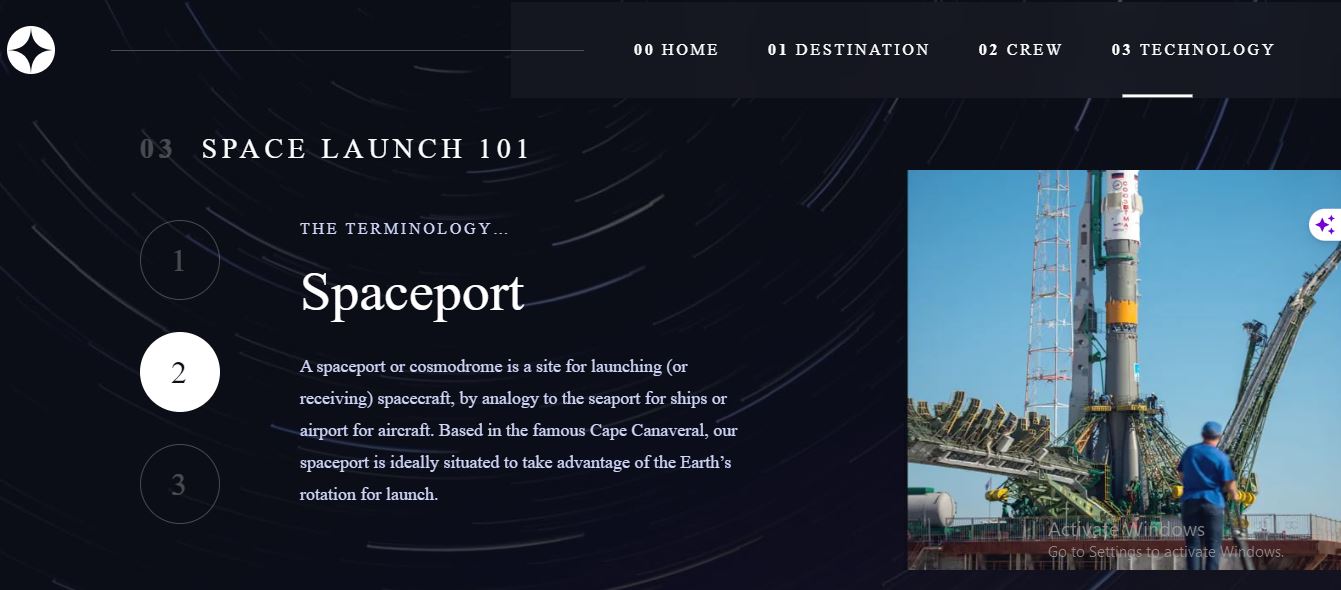 00 HOME 01 DESTINATION 02 CREW 03 TECHNOLOGY
03 SPACE LAUNCH 101
1
2
3
THE TERMINOLOGY...
Spaceport
A spaceport or cosmodrome is a site for launching (or
receiving) spacecraft, by analogy to the seaport for ships or
airport for aircraft. Based in the famous Cape Canaveral, our
spaceport is ideally situated to take advantage of the Earth’s
rotation for launch.
Activate Windows
Go to Settings to activate Windows.